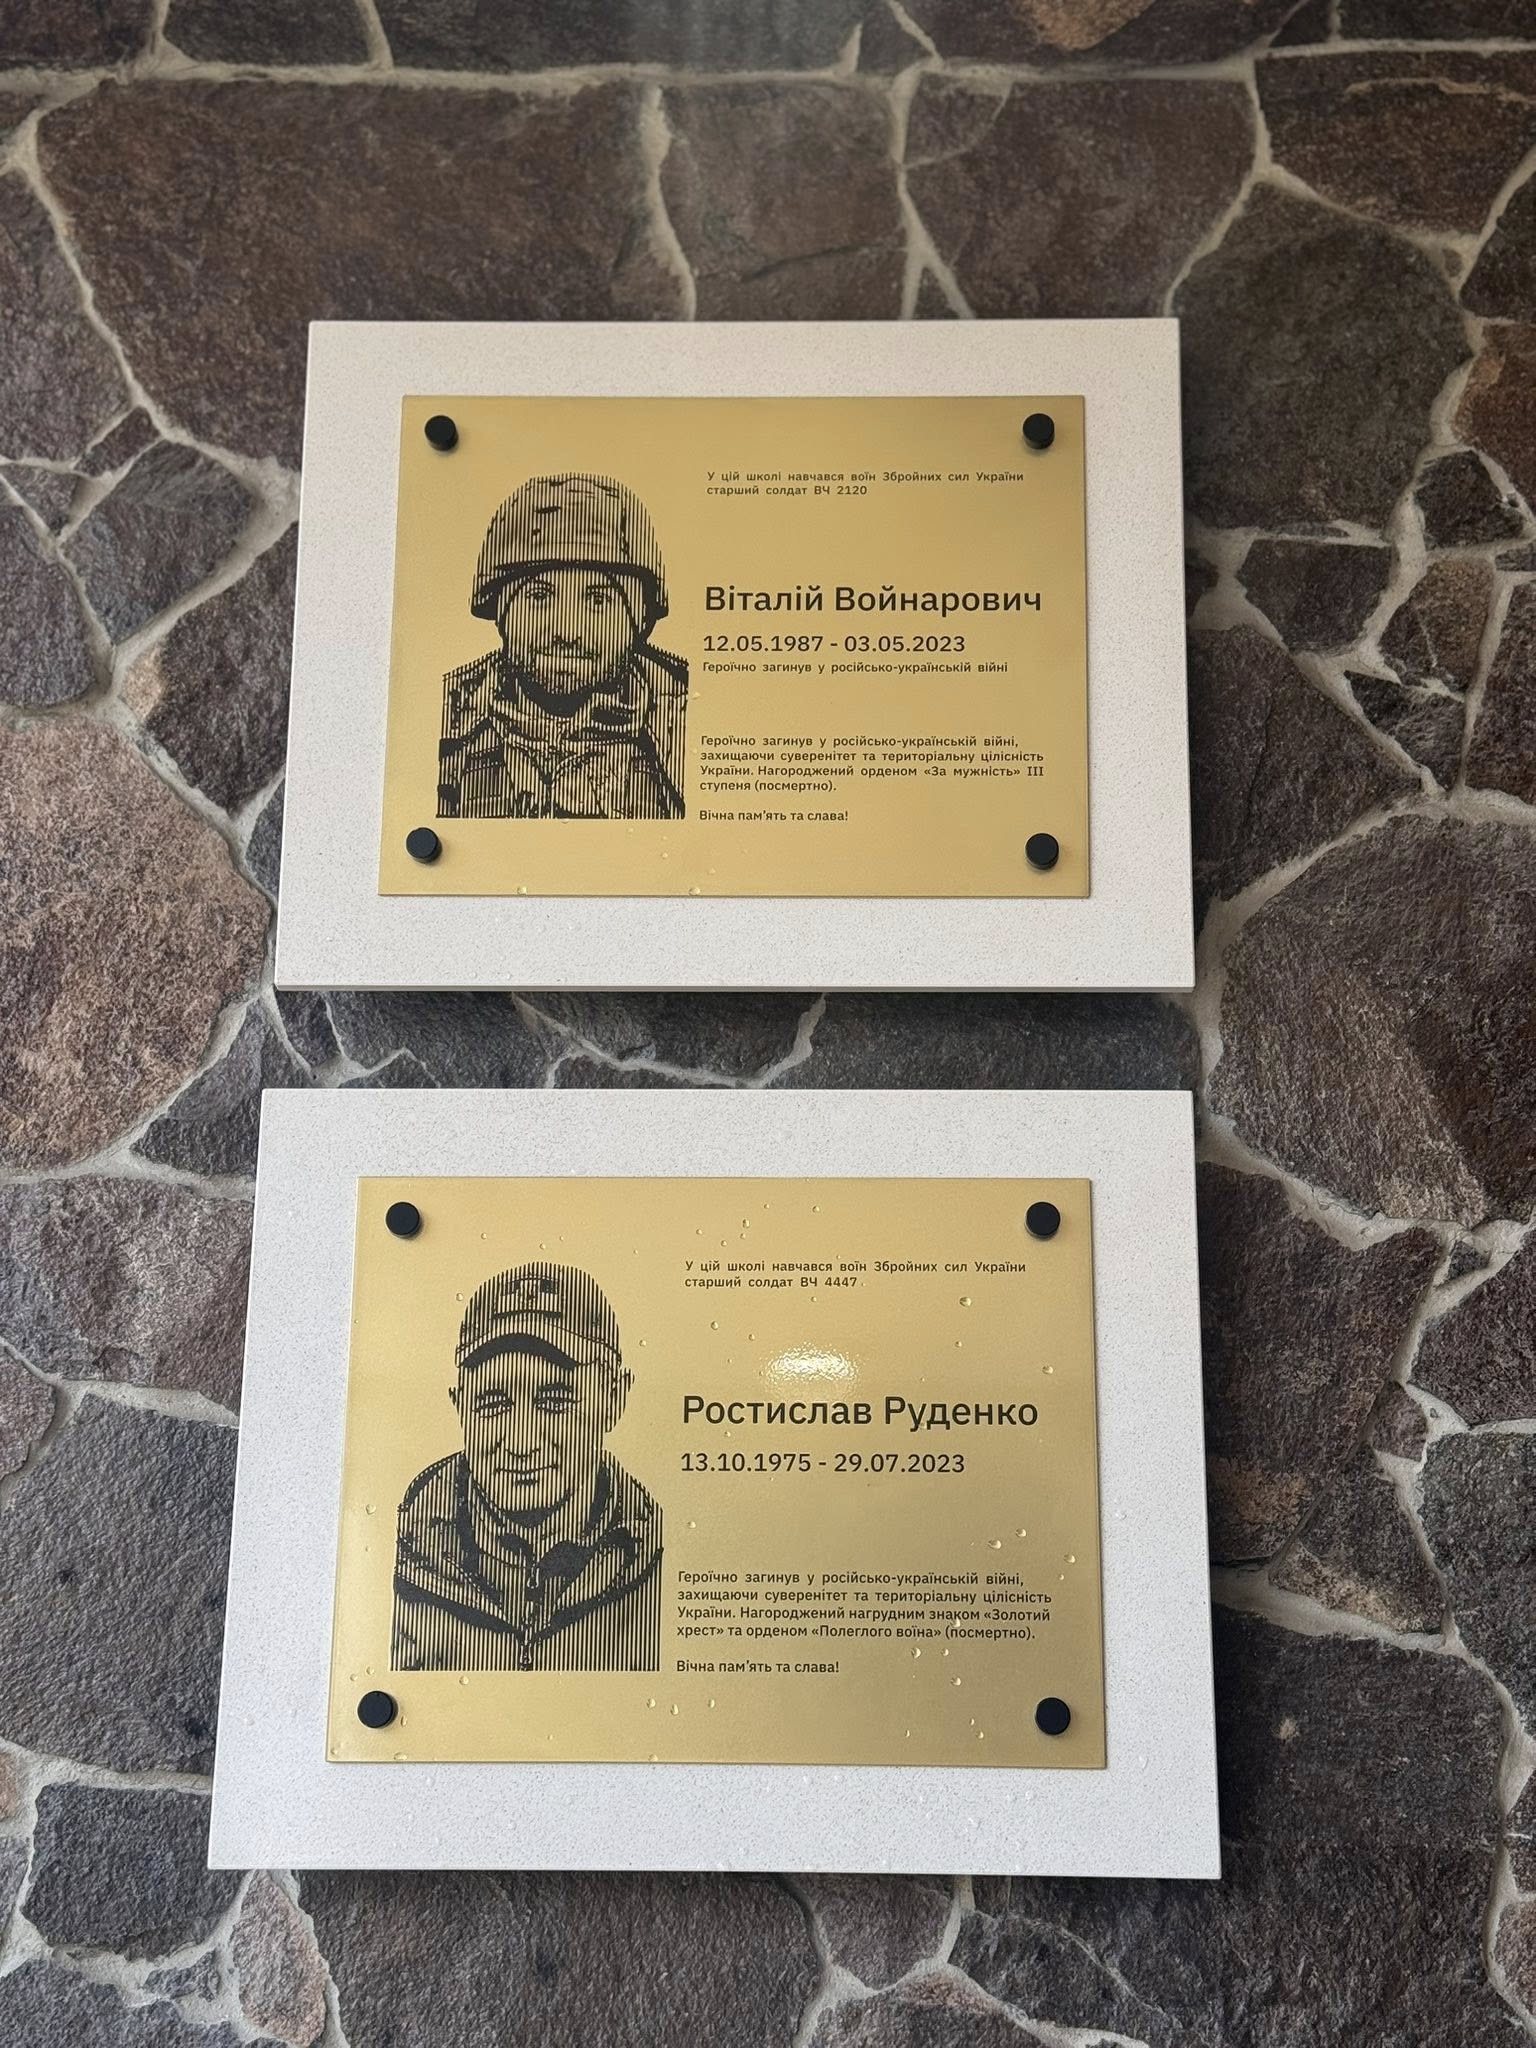 У цій школі навчався воїн Збройних сил України
старший солдат ВЧ 2120
Віталій Войнарович
12.05.1987 - 03.05.2023
Героїчно загинув у російсько-українській війні
Героїчно загинув у російсько-українській війні,
захищаючи суверенітет та територіальну цілісність
України. Нагороджений орденом «За мужність» III
ступеня (посмертно).
Вічна пам'ять та слава!
У цій школі навчався воїн Збройних сил України
старший солдат ВЧ 4447
Ростислав Руденко
13.10.1975 - 29.07.2023
Героїчно загинув у російсько-українській війні,
захищаючи суверенітет та територіальну цілісність
України. Нагороджений нагрудним знаком «Золотий
хрест» та орденом «Полеглого воїна» (посмертно).
Вічна пам'ять та слава!